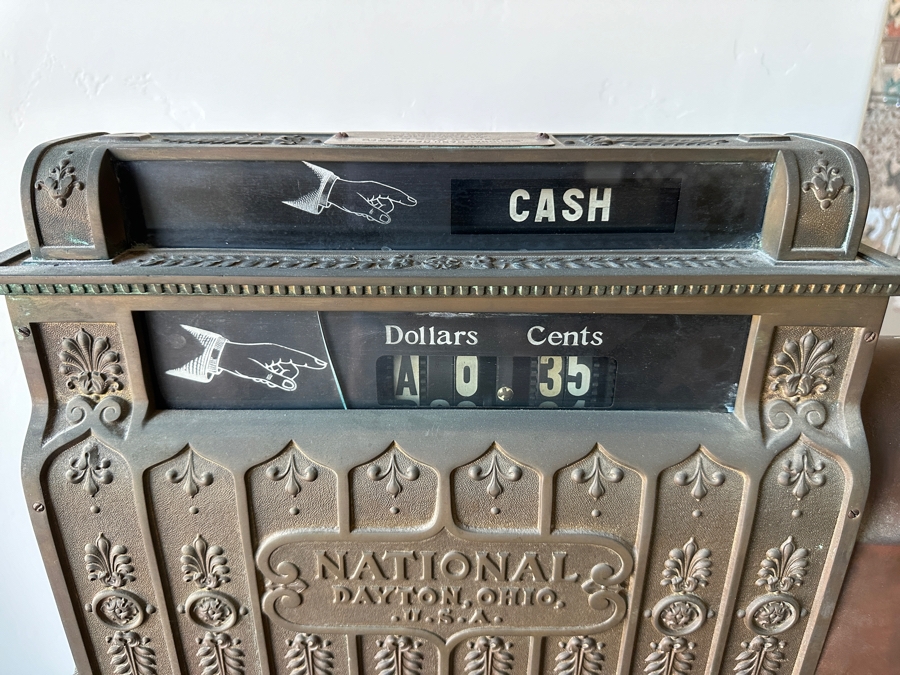 CASH
Dollars Cents
A 0 35
NATIONAL
DAYTON, OHIO,
.U.S.A.